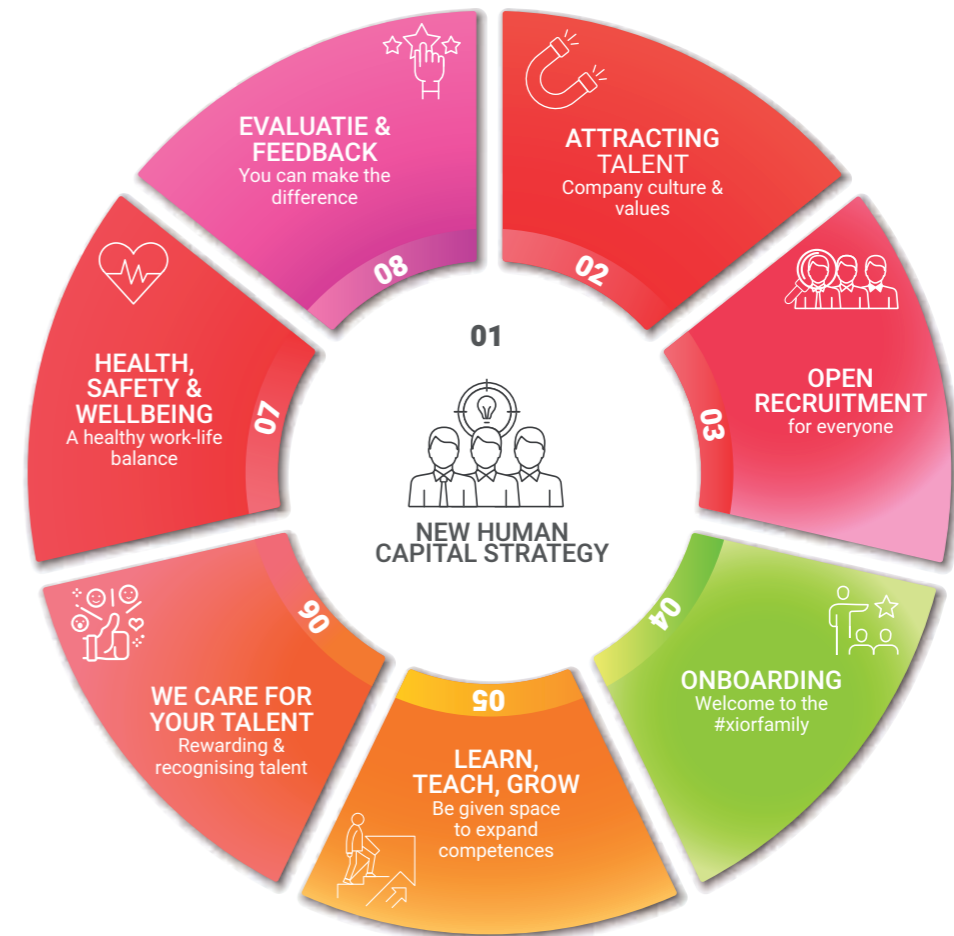 01
NEW HUMAN
CAPITAL STRATEGY
ATTRACTING
TALENT
Company culture &
values
02
OPEN
RECRUITMENT
for everyone
03
ONBOARDING
Welcome to the
#xiorfamily
04
LEARN,
TEACH, GROW
Be given space
to expand
competences
05
WE CARE FOR
YOUR TALENT
Rewarding &
recognising talent
06
HEALTH,
SAFETY &
WELLBEING
A healthy work-life
balance
07
EVALUATIE &
FEEDBACK
You can make the
difference
08